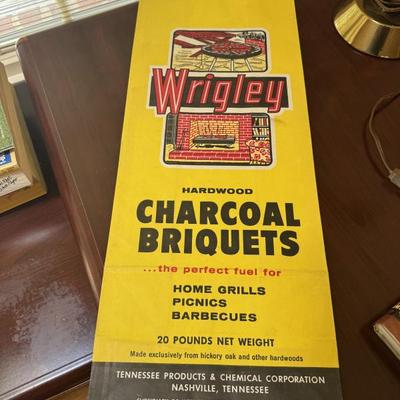 Wrigley
HARDWOOD
CHARCOAL
BRIQUETS
...the perfect fuel for
HOME GRILLS
PICNICS
BARBECUES
20 POUNDS NET WEIGHT
Made exclusively from hickory oak and other hardwoods
TENNESSEE PRODUCTS & CHEMICAL CORPORATION
NASHVILLE, TENNESSEE